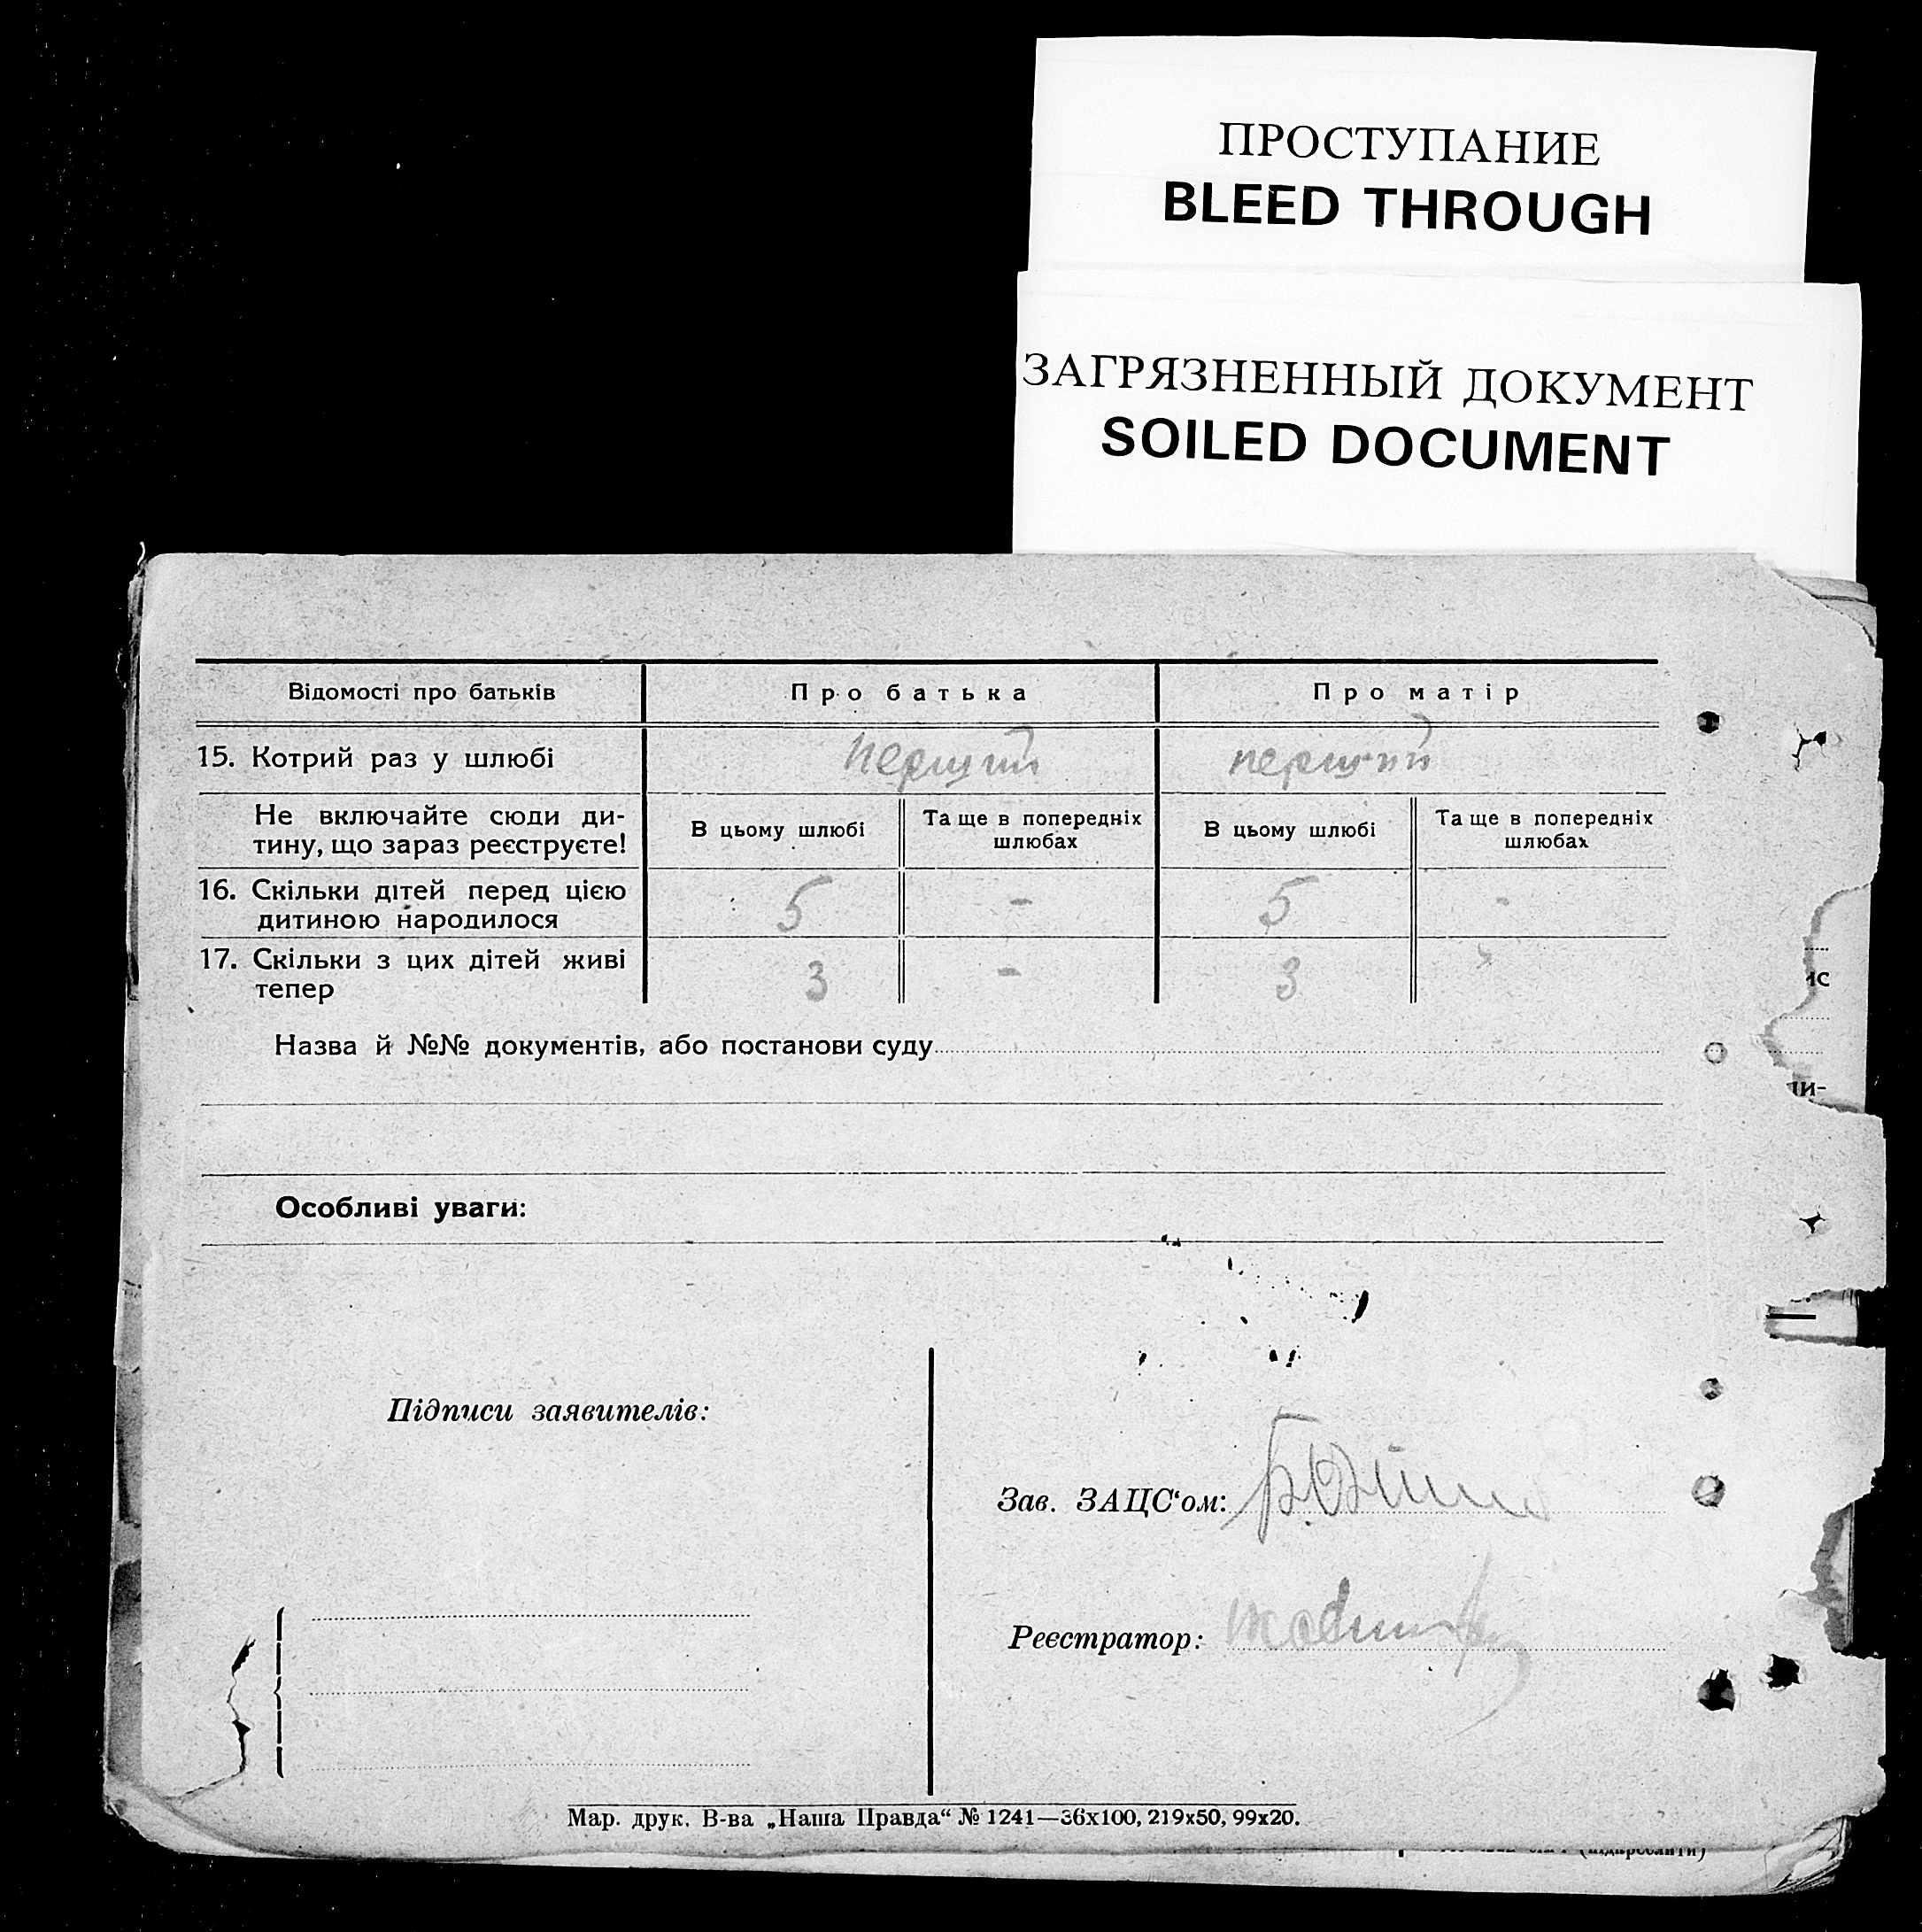 ПРОСТУПАНИЕ
BLEED THROUGH
ЗАГРЯЗНЕННЫЙ ДОКУМЕНТ
SOILED DOCUMENT
Відомості про батьків Про батька Про матір
15. Котрий раз у шлюбі перший перший
Не включайте сюди ди-
тину, що зараз реєструєте!
В цьому шлюбі
Та ще в попередніх
шлюбах
В цьому шлюбі
Та ще в попередніх
шлюбах
16. Скільки дітей перед цією
дитиною народилося
5 - 5 -
17. Скільки з цих дітей живі
тепер
3 - 3
Назва й №№ документів, або постанови суду
Особливі уваги:
Підписи заявителів:
Зав. ЗАЦС‘ом:
Реєстратор:
Мар. друк. В-ва „Наша Правда“ № 1241—36х100, 219х50, 99х20.
(підкреслити)